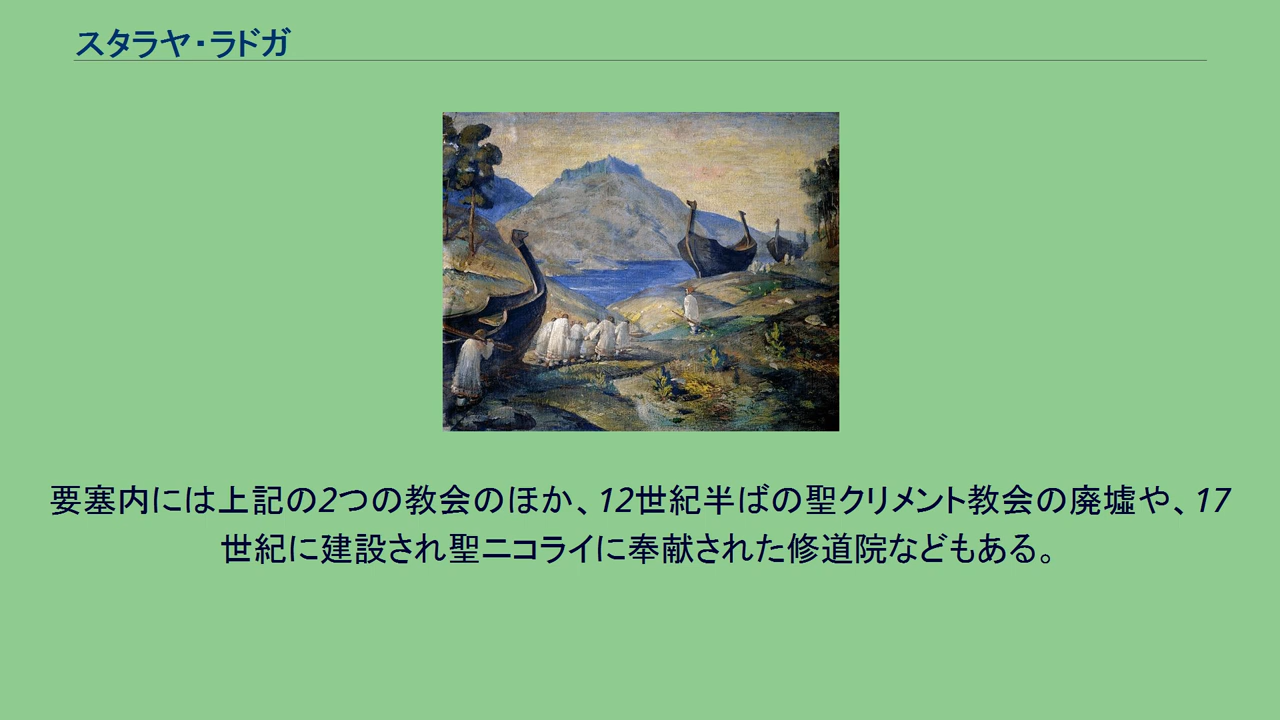 スタラヤ・ラドガ
要塞内には上記の2つの教会のほか、12世紀半ばの聖クリメント教会の廃墟や、17
世紀に建設され聖ニコライに奉献された修道院などもある。